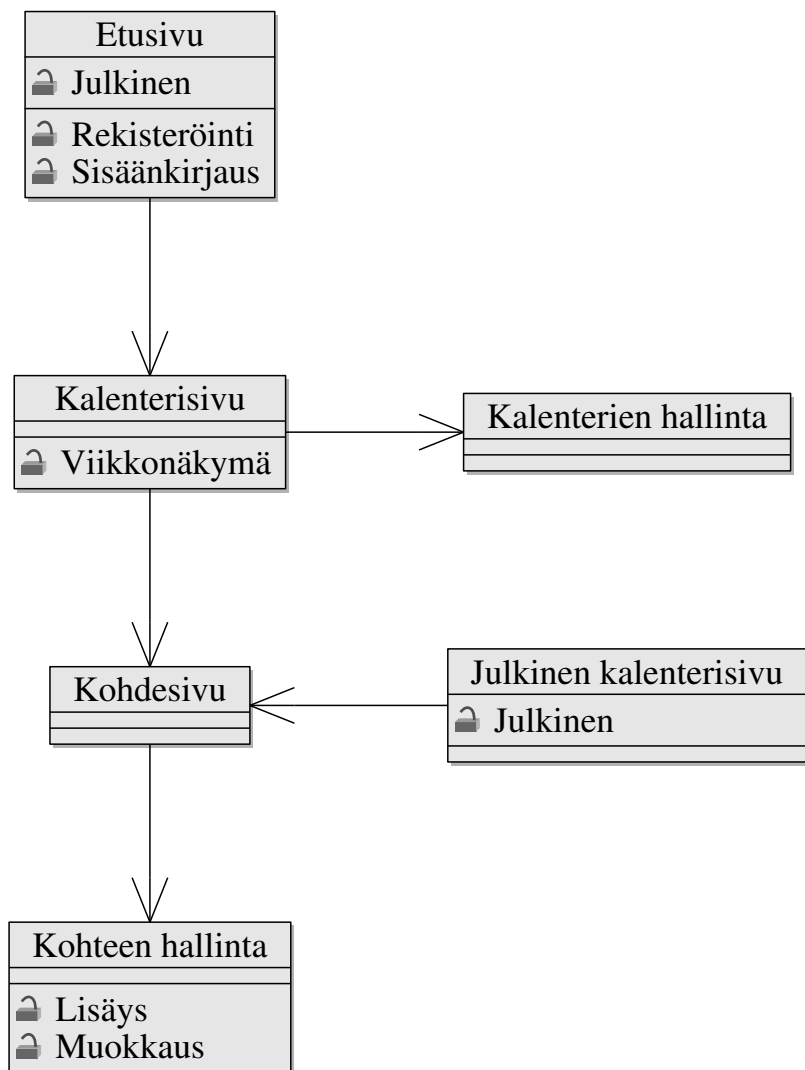 Etusivu
Julkinen
Rekisteröinti
Sisäänkirjaus
Kalenterisivu
Viikkonäkymä
Kalenterien hallinta
Kohdesivu
Julkinen kalenterisivu
Julkinen
Kohteen hallinta
Lisäys
Muokkaus